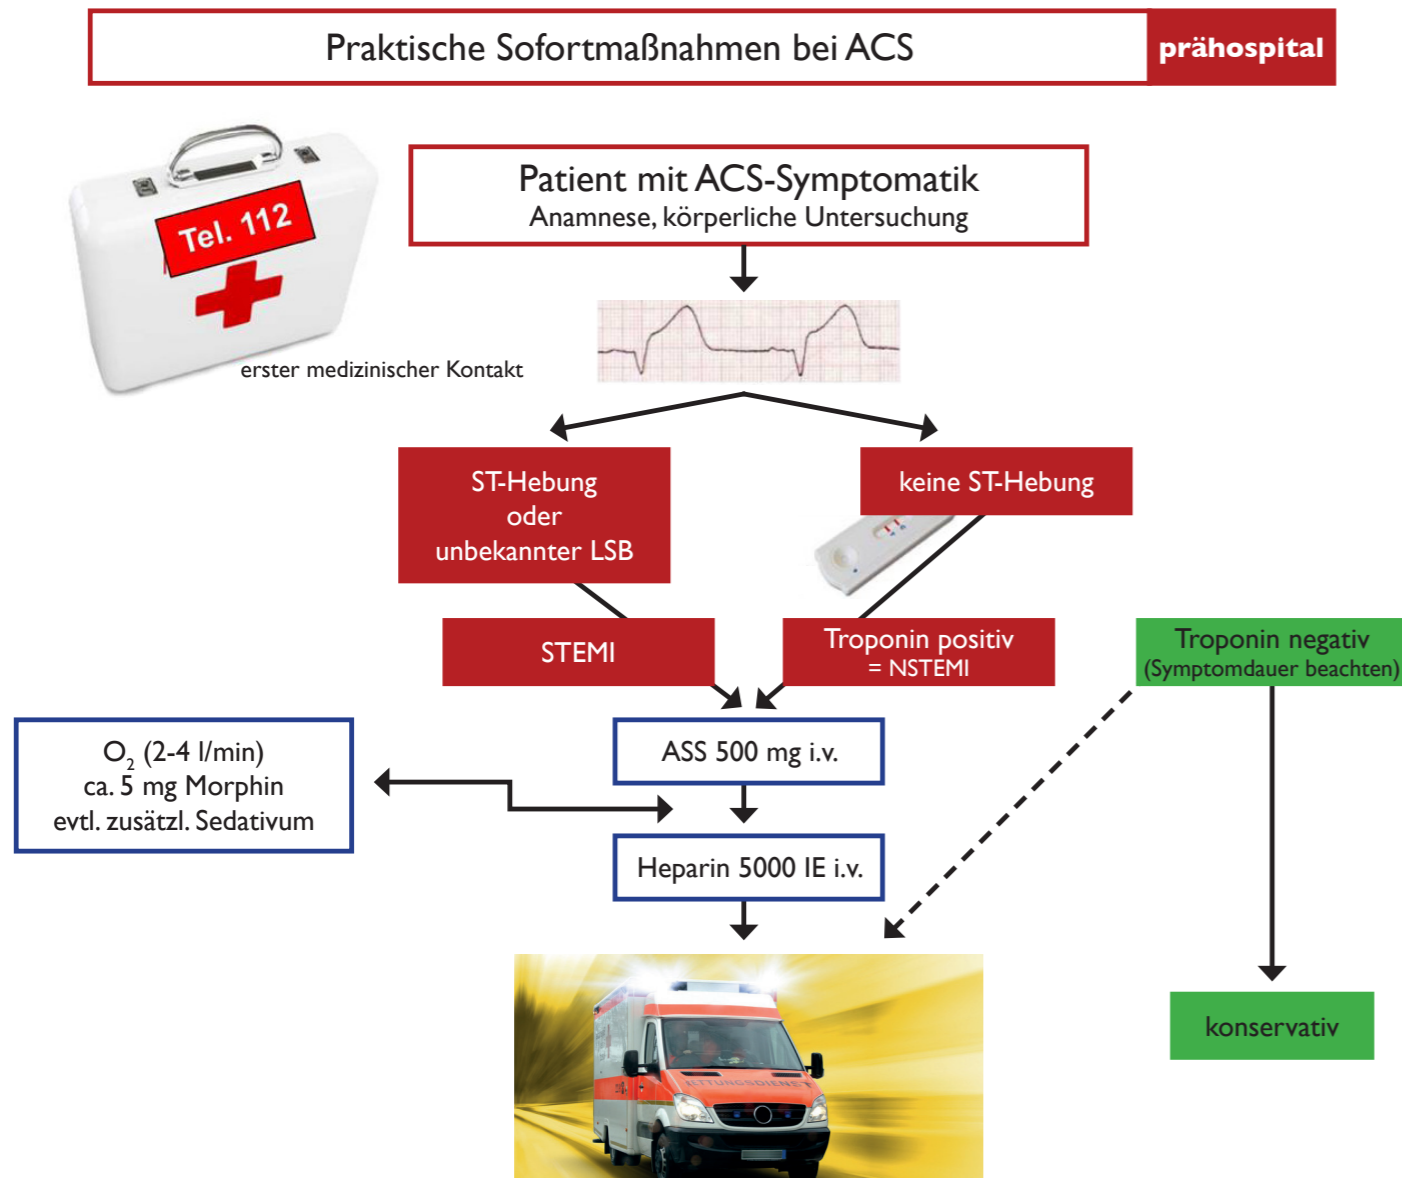 Praktische Sofortmaßnahmen bei ACS
prähospital
Tel. 112
Patient mit ACS-Symptomatik
Anamnese, körperliche Untersuchung
erster medizinischer Kontakt
ST-Hebung
oder
unbekannter LSB
keine ST-Hebung
STEMI
Troponin positiv
= NSTEMI
Troponin negativ
(Symptomdauer beachten)
O₂ (2-4 l/min)
ca. 5 mg Morphin
evtl. zusätzl. Sedativum
ASS 500 mg i.v.
Heparin 5000 IE i.v.
RETTUNGSDIENST
konservativ